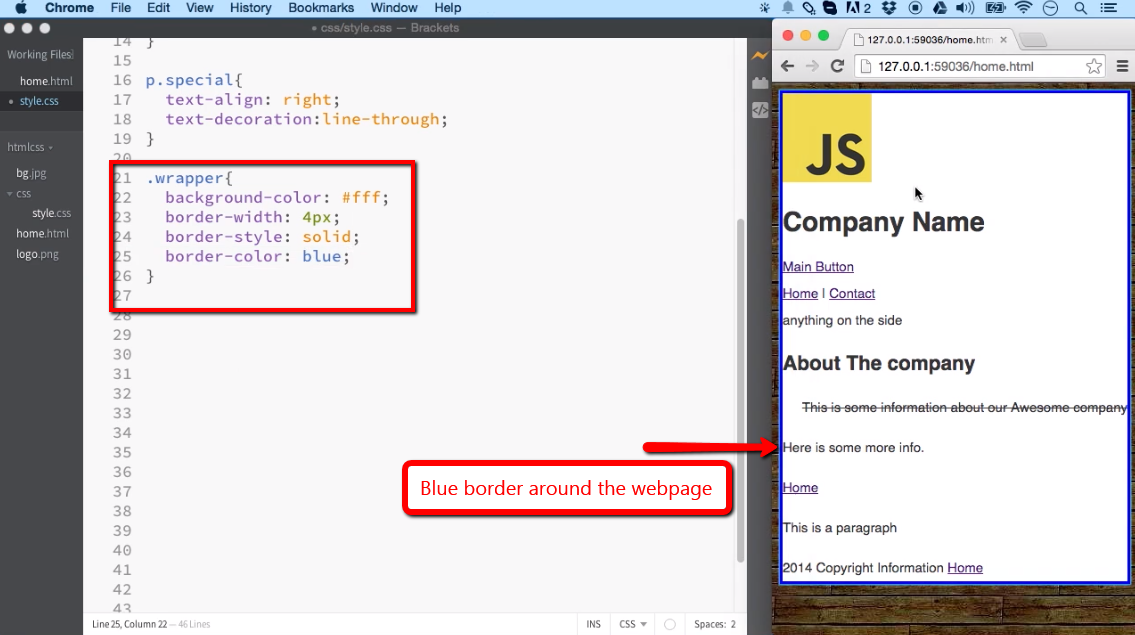 Chrome File Edit View History Bookmarks Window Help
2
• css/style.css — Brackets
Working Files
home.html
• style.css
htmlcss
bg.jpg
css
style.css
home.html
logo.png
14 }
15
16 p.special{
17 text-align: right;
18 text-decoration:line-through;
19 }
20
21 .wrapper{
22 background-color: #fff;
23 border-width: 4px;
24 border-style: solid;
25 border-color: blue;
26 }
27
28
29
30
31
32
33
34
35
36
37
38
39
40
41
42
43
Blue border around the webpage
Line 25, Column 22 — 46 Lines
INS CSS Spaces: 2
127.0.0.1:59036/home.htm
127.0.0.1:59036/home.html
JS
Company Name
Main Button
Home | Contact
anything on the side
About The company
This is some information about our Awesome company
Here is some more info.
Home
This is a paragraph
2014 Copyright Information Home